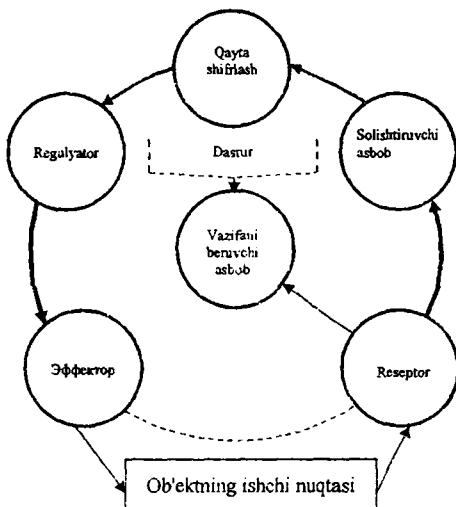 Qayta
shifrlash
Regulyator
Solishtiruvchi
asbob
Dastur
Vazifani
beruvchi
asbob
Эффектор
Reseptor
Ob'ektning ishchi nuqtasi